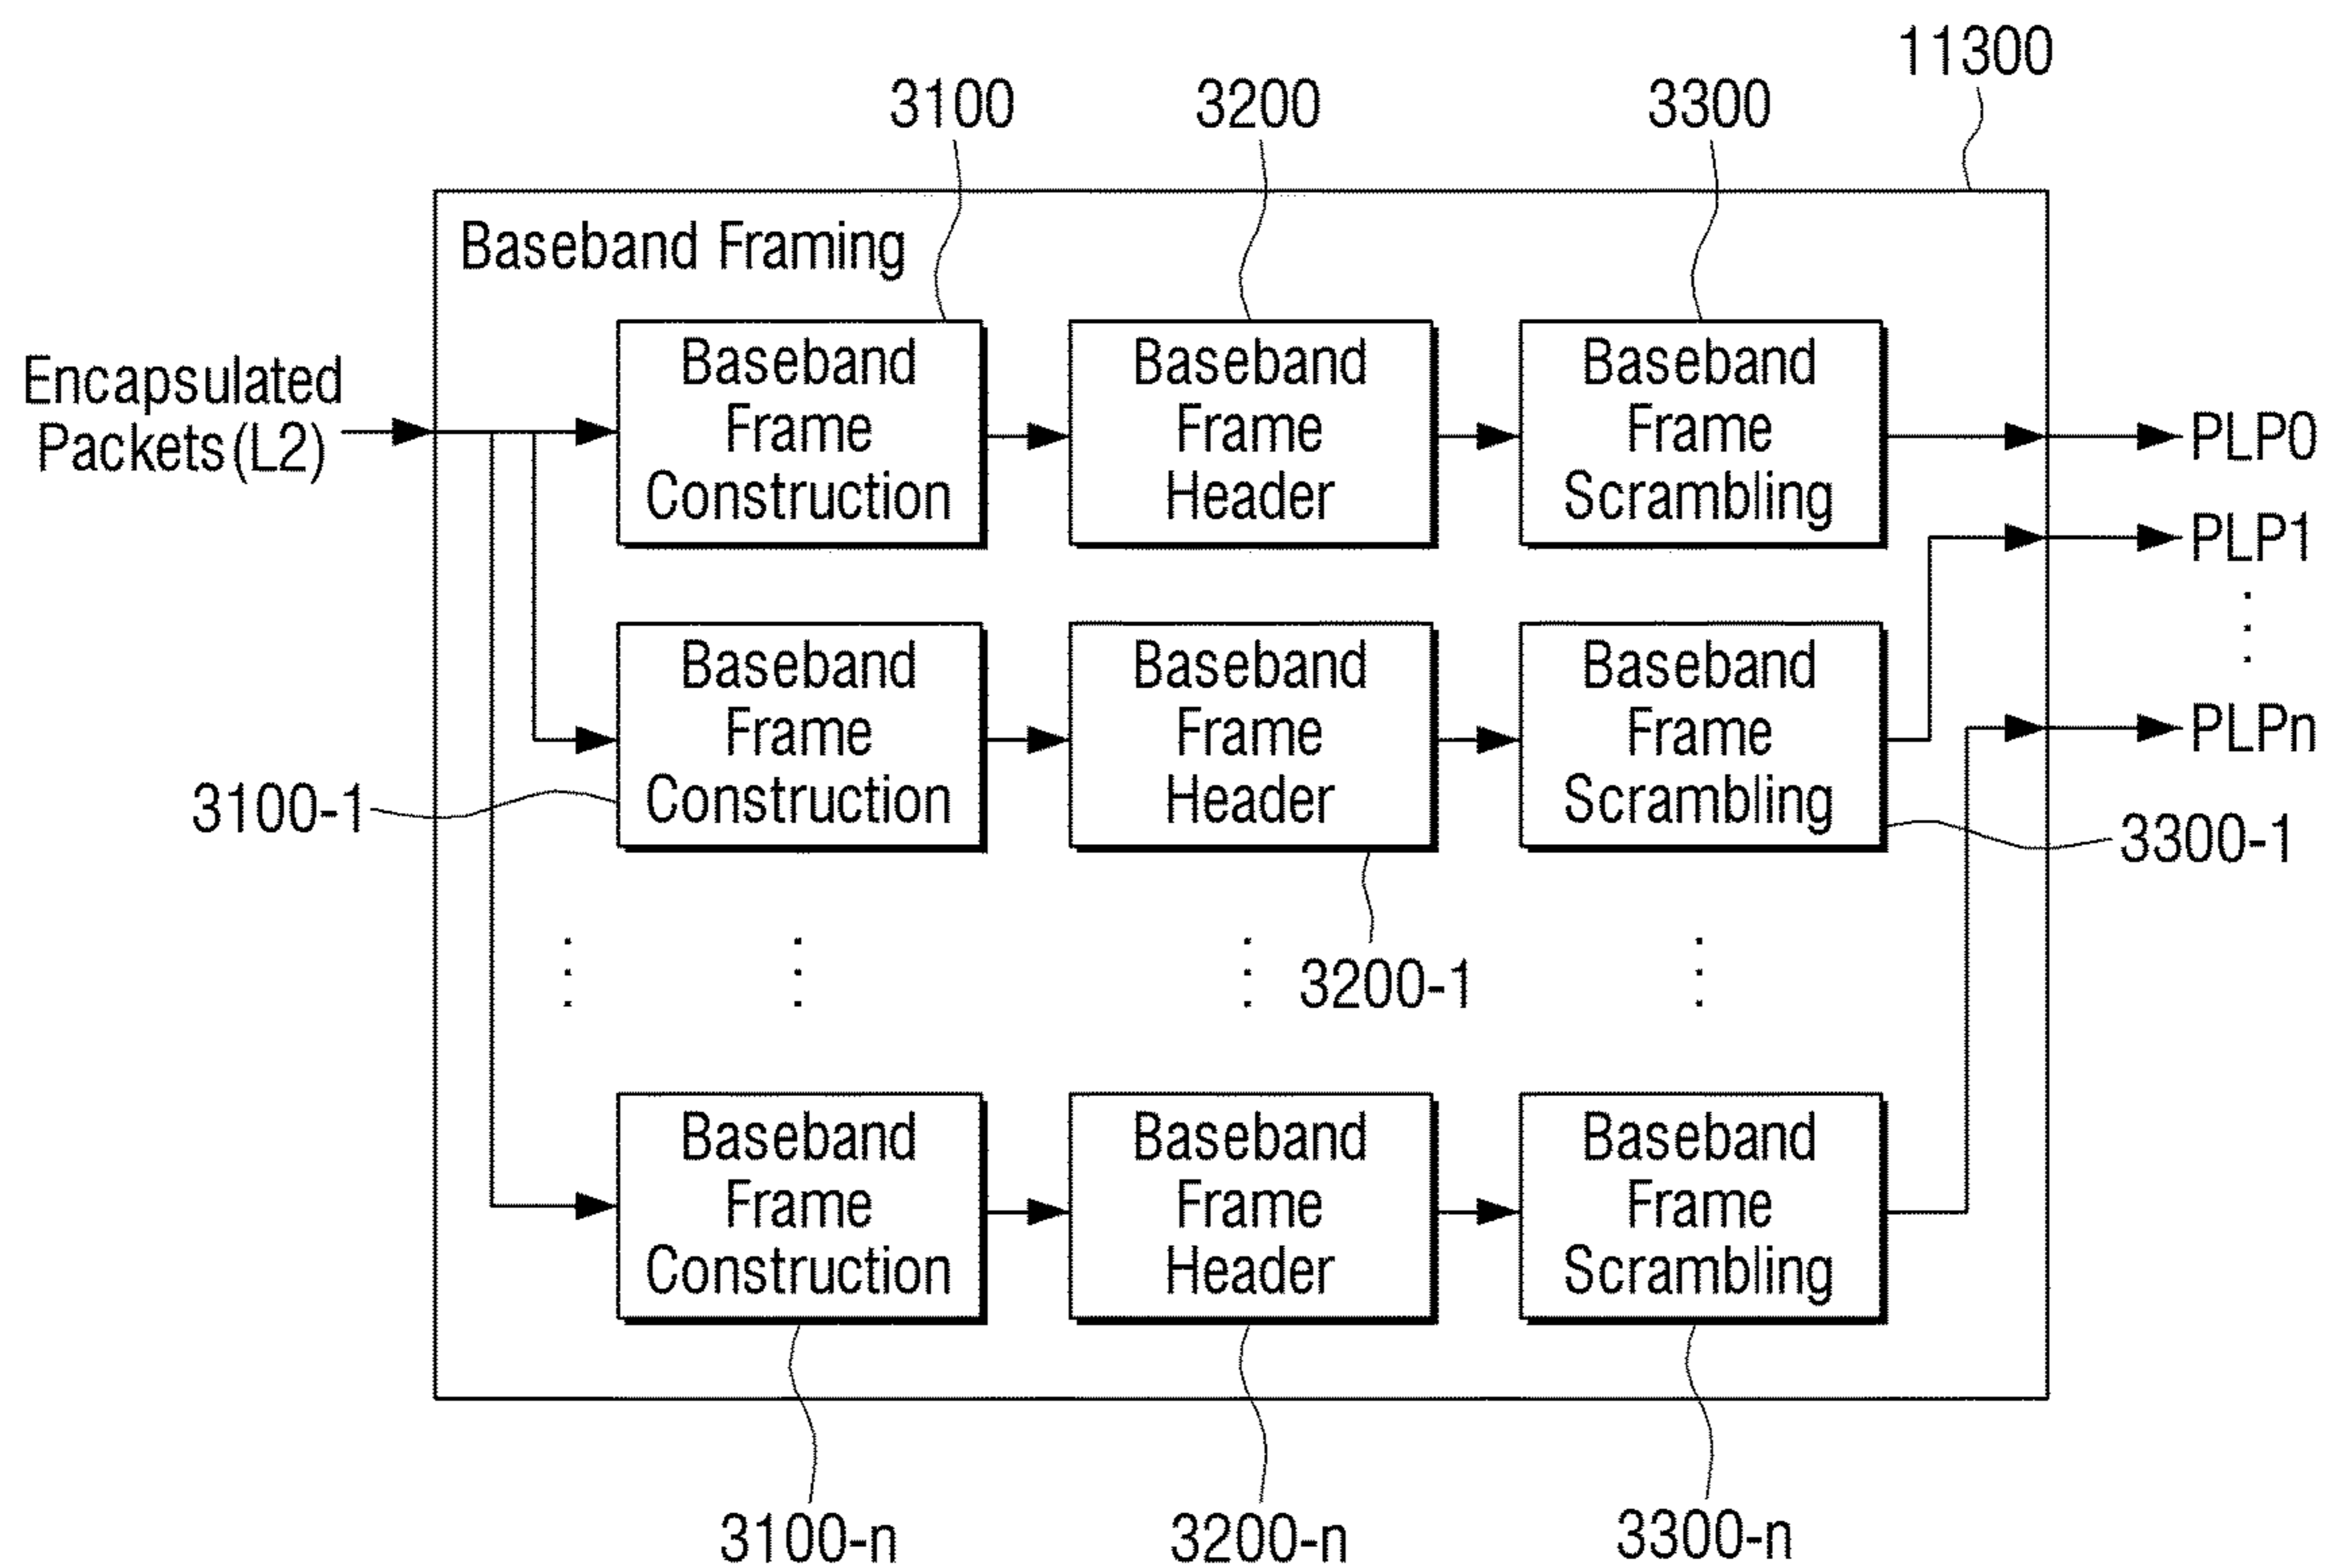 11300
3100
3200
3300
Baseband Framing
Encapsulated
Packets(L2)
Baseband
Frame
Construction
Baseband
Frame
Header
Baseband
Frame
Scrambling
PLP0
PLP1
PLPn
Baseband
Frame
Construction
Baseband
Frame
Header
Baseband
Frame
Scrambling
3100-1
3200-1
3300-1
Baseband
Frame
Construction
Baseband
Frame
Header
Baseband
Frame
Scrambling
3100-n
3200-n
3300-n